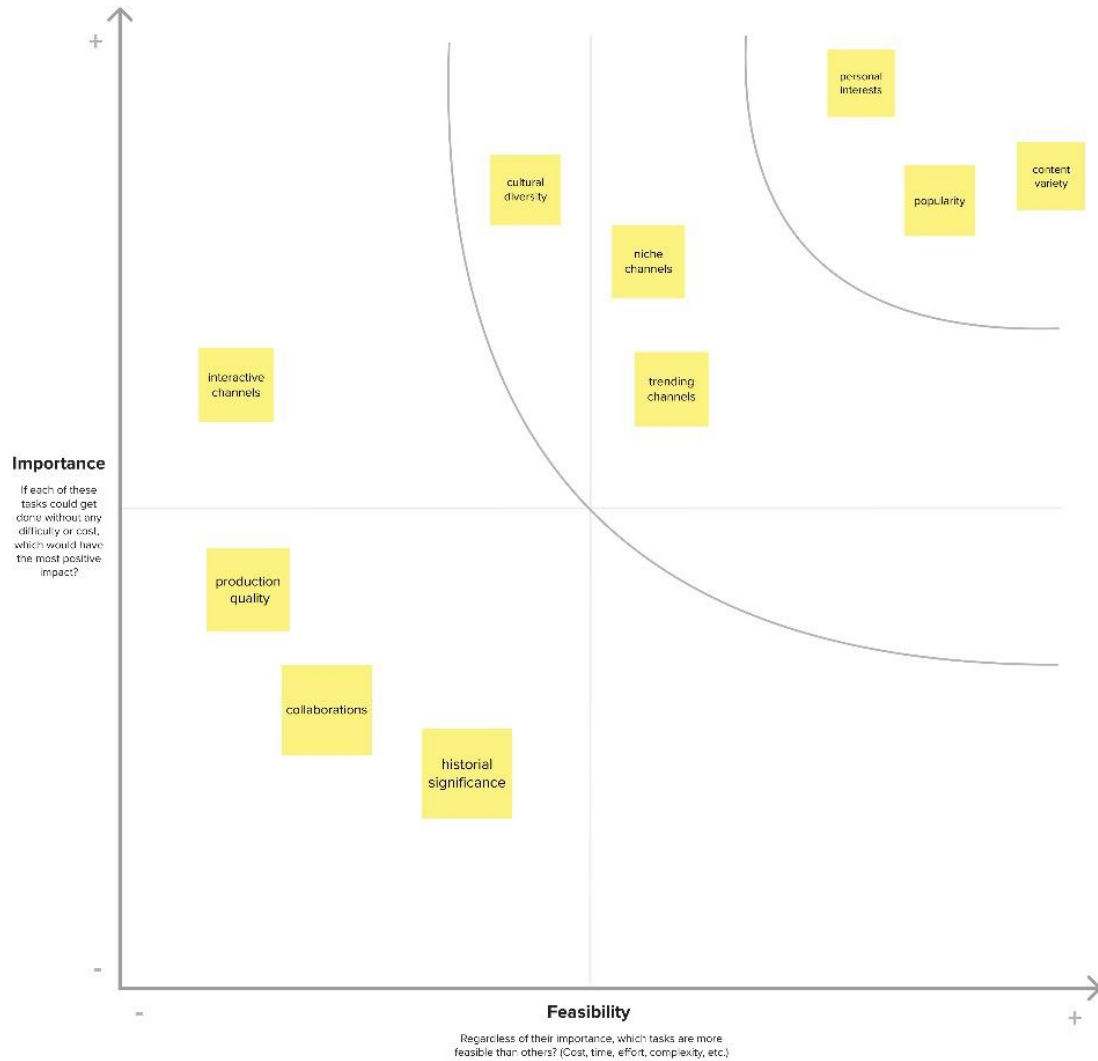 +
personal
interests
cultural
diversity
content
variety
popularity
niche
channels
interactive
channels
trending
channels
Importance
If each of these
tasks could get
done without any
difficulty or cost,
which would have
the most positive
impact?
production
quality
collaborations
historial
significance
-
-
Feasibility
+
Regardless of their importance, which tasks are more
feasible than others? (Cost, time, effort, complexity, etc.)